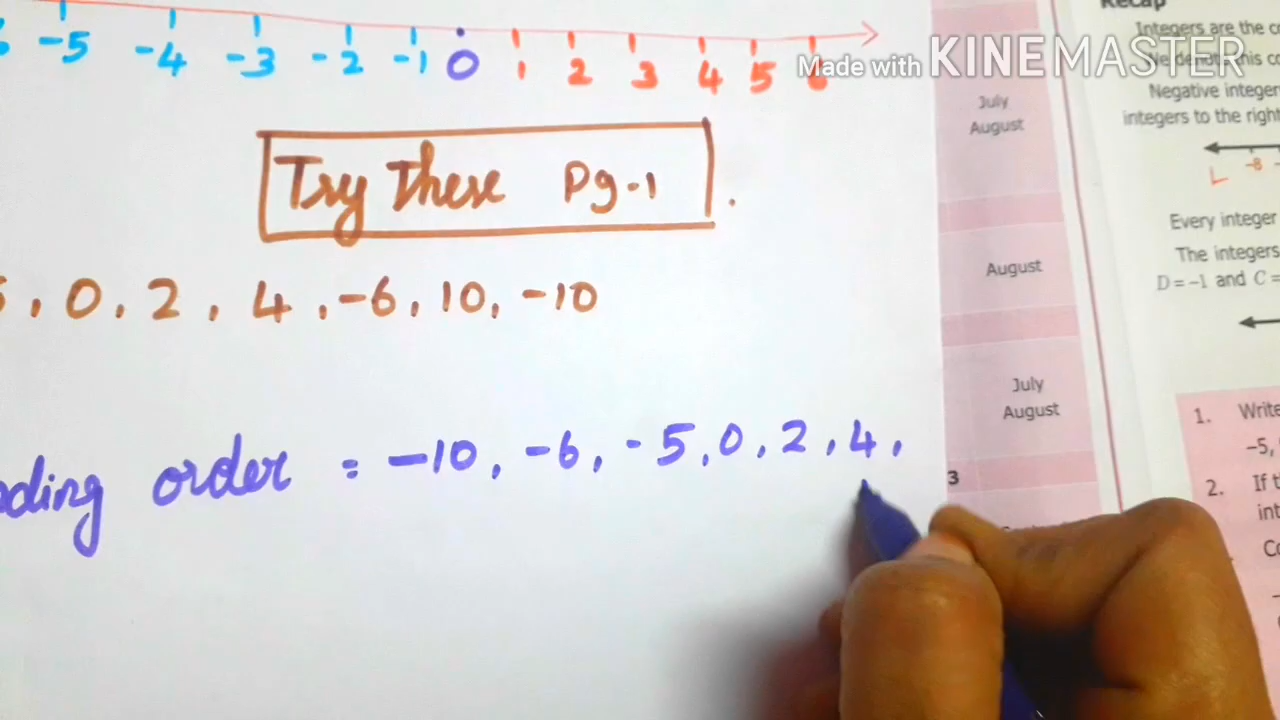 -5 -4 -3 -2 -1 0 1 2 3 4 5 6
Made with KINEMASTER
Try These Pg-1.
, 0, 2, 4, -6, 10, -10
order = -10, -6, -5, 0, 2, 4,
July
August
August
July
August
3
Recap
Integers are the
Negative
integers to the right
-8
L
Every integer
The integers
D = -1 and C =
1. Write
-5,
2. If